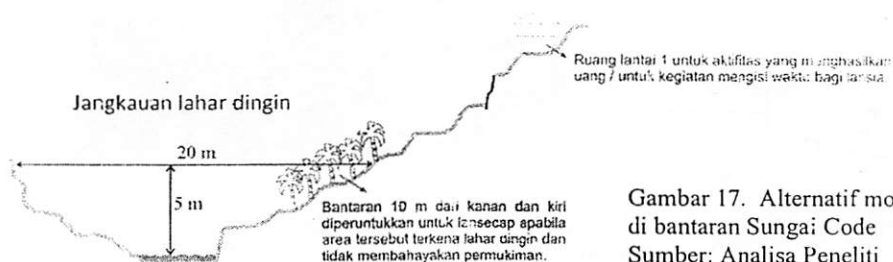 Ruang lantai 1 untuk aktifitas yang menghasilkan
uang / untuk kegiatan mengisi waktu bagi lansia
Jangkauan lahar dingin
20 m
5 m
Bantaran 10 m dari kanan dan kiri
diperuntukkan untuk lansecap apabila
area tersebut terkena lahar dingin dan
tidak membahayakan permukiman.
Gambar 17. Alternatif mo
di bantaran Sungai Code
Sumber: Analisa Peneliti